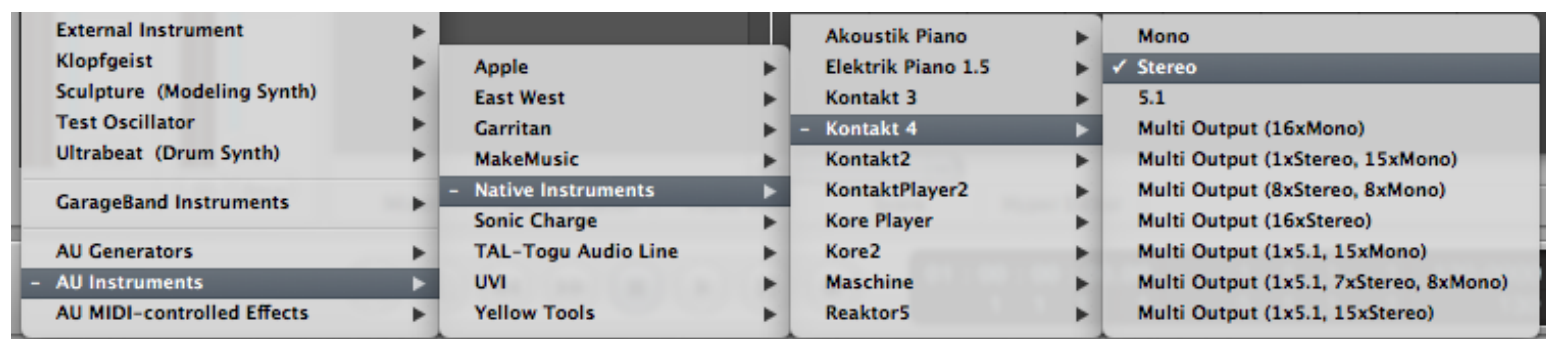 External Instrument
Klopfgeist
Sculpture (Modeling Synth)
Test Oscillator
Ultrabeat (Drum Synth)
GarageBand Instruments
AU Generators
– AU Instruments
AU MIDI-controlled Effects
Apple
East West
Garritan
MakeMusic
– Native Instruments
Sonic Charge
TAL-Togu Audio Line
UVI
Yellow Tools
Akoustik Piano
Elektrik Piano 1.5
Kontakt 3
– Kontakt 4
Kontakt2
KontaktPlayer2
Kore Player
Kore2
Maschine
Reaktor5
Mono
✓ Stereo
5.1
Multi Output (16xMono)
Multi Output (1xStereo, 15xMono)
Multi Output (8xStereo, 8xMono)
Multi Output (16xStereo)
Multi Output (1x5.1, 15xMono)
Multi Output (1x5.1, 7xStereo, 8xMono)
Multi Output (1x5.1, 15xStereo)